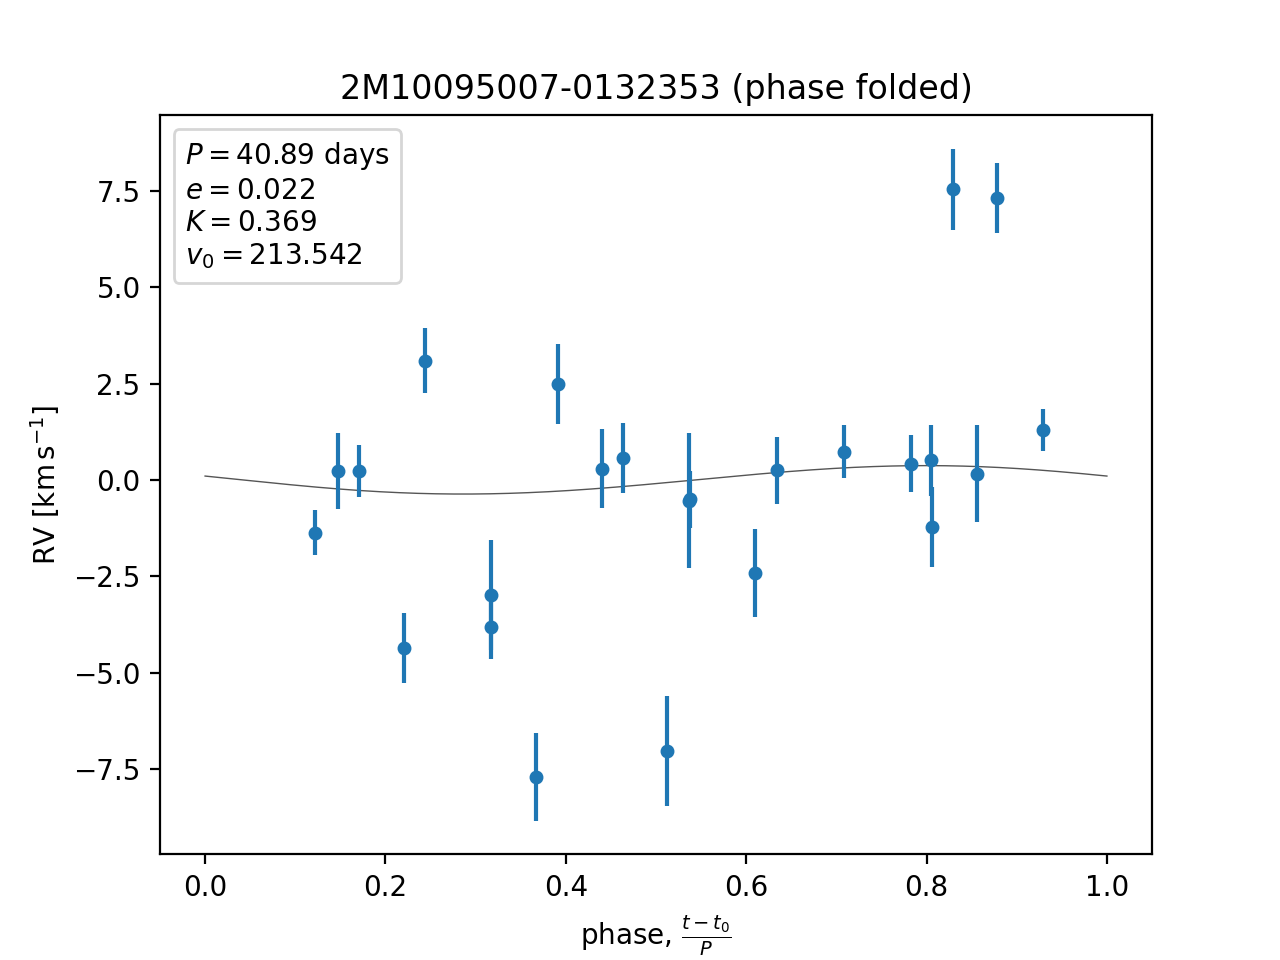 2M10095007-0132353 (phase folded)
P = 40.89 days
e = 0.022
K = 0.369
v₀ = 213.542
7.5
5.0
2.5
0.0
−2.5
−5.0
−7.5
RV [km s⁻¹]
0.0 0.2 0.4 0.6 0.8 1.0
phase, (t − t₀)/P